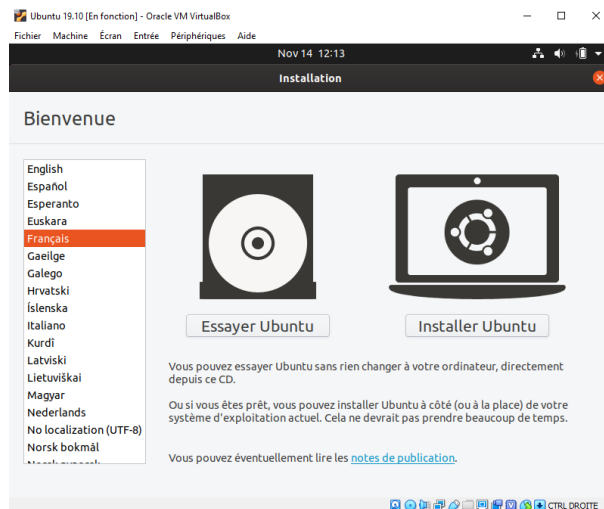 Ubuntu 19.10 [En fonction] - Oracle VM VirtualBox
Fichier Machine Écran Entrée Périphériques Aide
Nov 14 12:13
Installation
Bienvenue
English
Español
Esperanto
Euskara
Français
Gaeilge
Galego
Hrvatski
Íslenska
Italiano
Kurdî
Latviski
Lietuviškai
Magyar
Nederlands
No localization (UTF-8)
Norsk bokmål
Essayer Ubuntu
Installer Ubuntu
Vous pouvez essayer Ubuntu sans rien changer à votre ordinateur, directement
depuis ce CD.
Ou si vous êtes prêt, vous pouvez installer Ubuntu à côté (ou à la place) de votre
système d'exploitation actuel. Cela ne devrait pas prendre beaucoup de temps.
Vous pouvez éventuellement lire les notes de publication.
CTRL DROITE